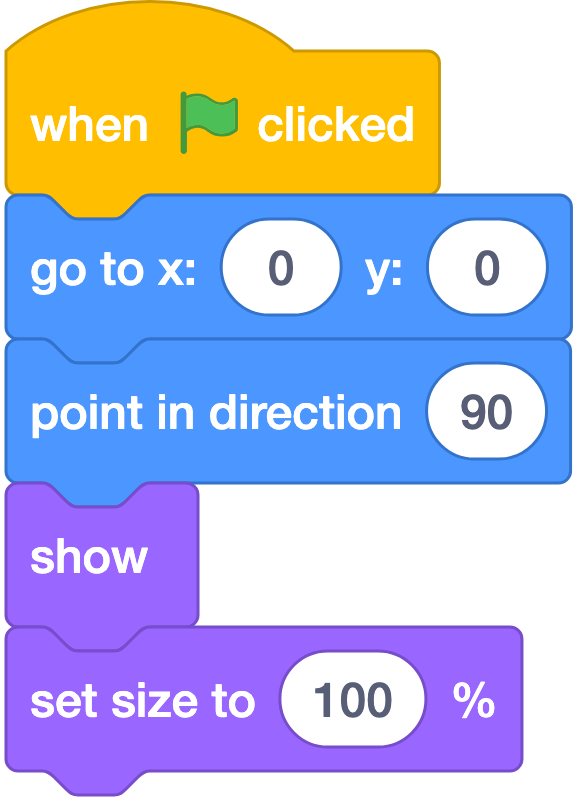 when clicked
go to x: 0 y: 0
point in direction 90
show
set size to 100 %